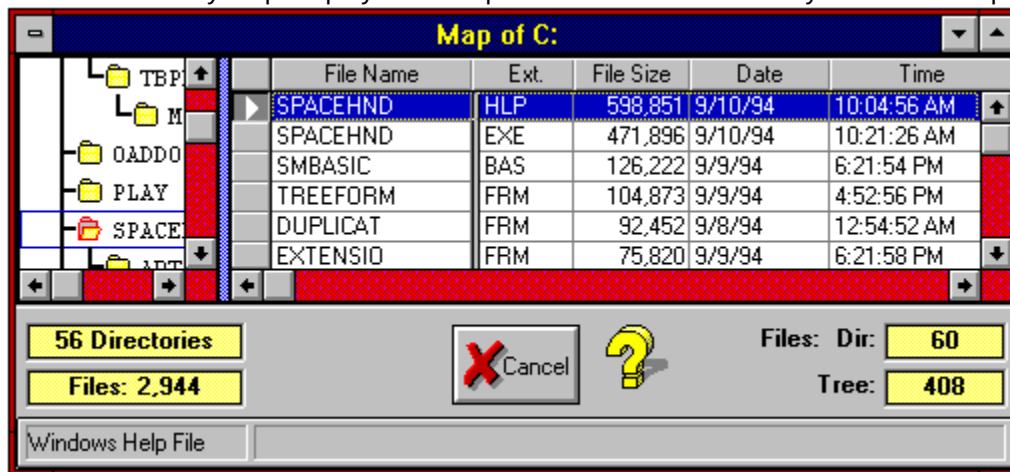 Map of C:
File Name Ext. File Size Date Time
SPACEHND HLP 598,851 9/10/94 10:04:56 AM
SPACEHND EXE 471,896 9/10/94 10:21:26 AM
SMBASIC BAS 126,222 9/9/94 6:21:54 PM
TREEFORM FRM 104,873 9/9/94 4:52:56 PM
DUPLICAT FRM 92,452 9/8/94 12:54:52 AM
EXTENSIO FRM 75,820 9/9/94 6:21:58 PM
TBP
M
OADDO
PLAY
SPACE
56 Directories
Files: 2,944
Cancel
Files: Dir: 60
Tree: 408
Windows Help File